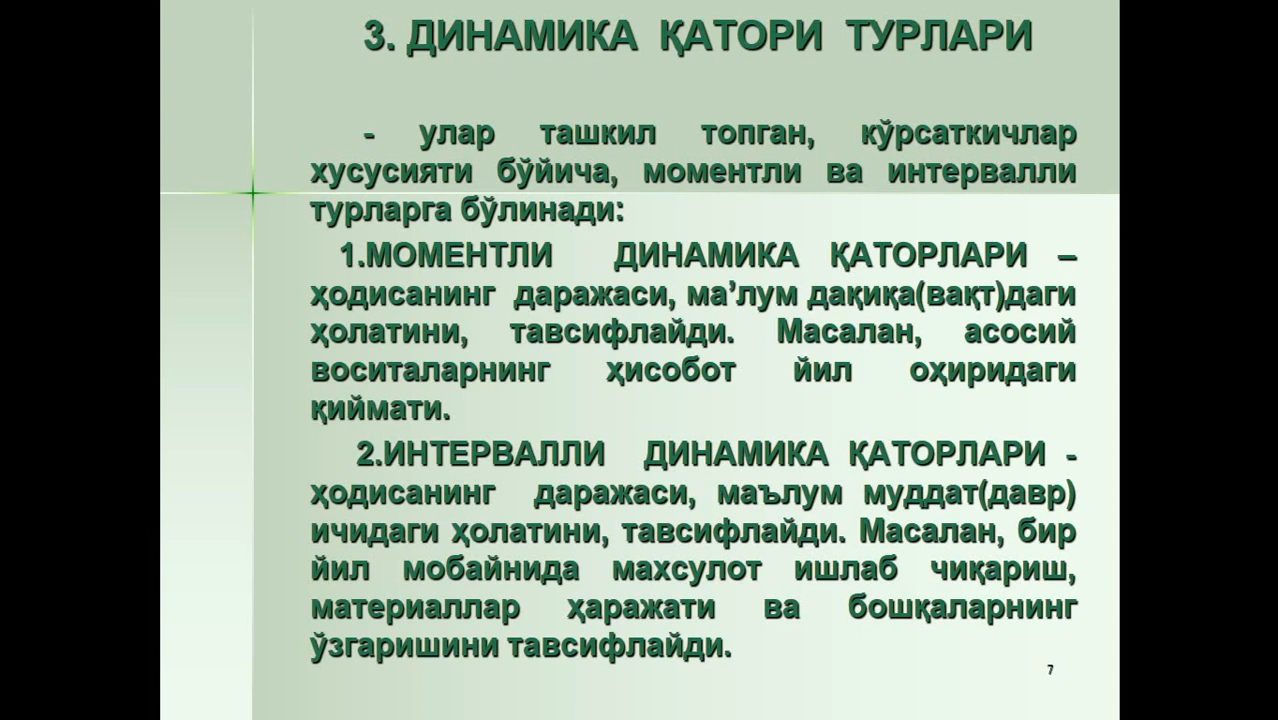 3. ДИНАМИКА ҚАТОРИ ТУРЛАРИ
- улар ташкил топган, кўрсаткичлар
хусусияти бўйича, моментли ва интервалли
турларга бўлинади:
1.МОМЕНТЛИ ДИНАМИКА ҚАТОРЛАРИ –
ҳодисанинг даражаси, ма’лум дақиқа(вақт)даги
ҳолатини, тавсифлайди. Масалан, асосий
воситаларнинг ҳисобот йил оҳиридаги
қиймати.
2.ИНТЕРВАЛЛИ ДИНАМИКА ҚАТОРЛАРИ -
ҳодисанинг даражаси, маълум муддат(давр)
ичидаги ҳолатини, тавсифлайди. Масалан, бир
йил мобайнида махсулот ишлаб чиқариш,
материаллар ҳаражати ва бошқаларнинг
ўзгаришини тавсифлайди.
7